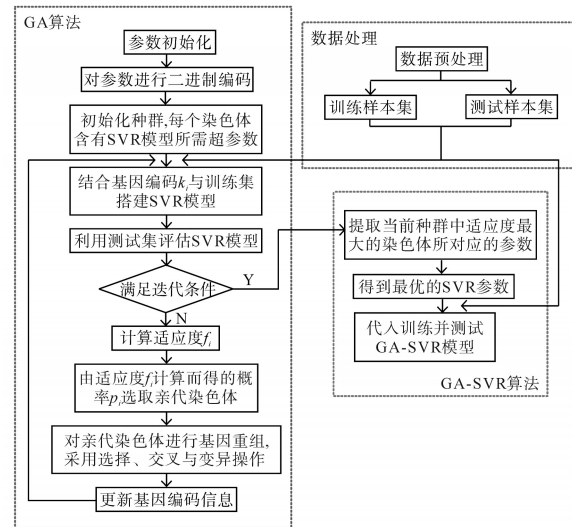 GA算法
参数初始化
对参数进行二进制编码
初始化种群,每个染色体
含有SVR模型所需超参数
结合基因编码ki与训练集
搭建SVR模型
利用测试集评估SVR模型
满足迭代条件
Y
N
计算适应度fi
由适应度fi计算而得的概
率pi选取亲代染色体
对亲代染色体进行基因重组,
采用选择、交叉与变异操作
更新基因编码信息
数据处理
数据预处理
训练样本集
测试样本集
提取当前种群中适应度最
大的染色体所对应的参数
得到最优的SVR参数
代入训练并测试
GA-SVR模型
GA-SVR算法